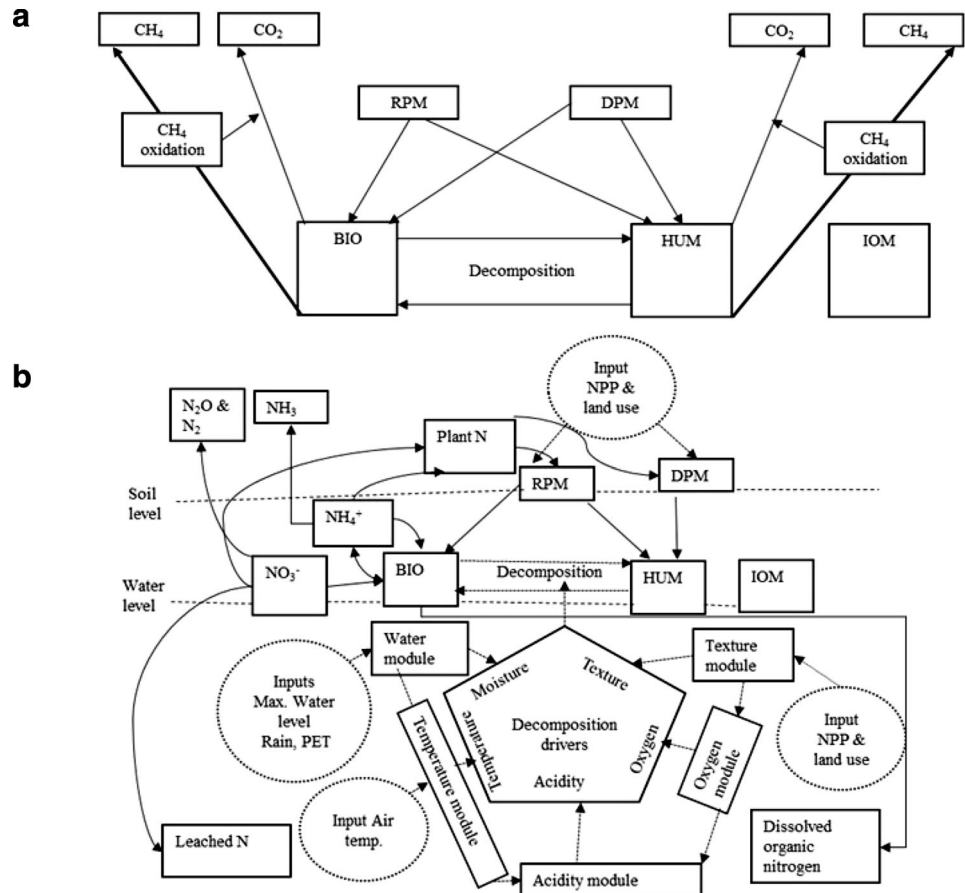 a
CH₄
CO₂
CO₂
CH₄
RPM
DPM
CH₄
oxidation
CH₄
oxidation
BIO
HUM
IOM
Decomposition
b
Input
NPP &
land use
N₂O &
N₂
NH₃
Plant N
RPM
DPM
Soil
level
NH₄⁺
NO₃⁻
BIO
Decomposition
HUM
IOM
Water
level
Water
module
Texture
module
Inputs
Max. Water
level
Rain, PET
Moisture
Texture
Temperature
Decomposition
drivers
Oxygen
Acidity
Temperature module
Oxygen module
Input
NPP &
land use
Input Air
temp.
Leached N
Acidity module
Dissolved
organic
nitrogen